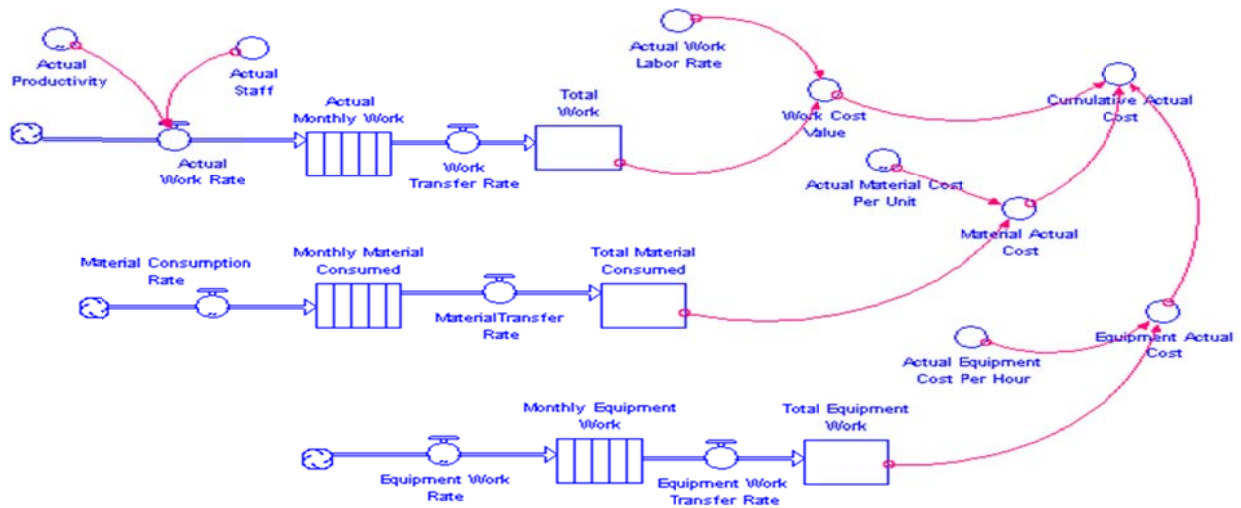 Actual
Productivity
Actual
Staff
Actual
Work Rate
Actual
Monthly Work
Work
Transfer Rate
Total
Work
Actual Work
Labor Rate
Work Cost
Value
Cumulative Actual
Cost
Actual Material Cost
Per Unit
Material Actual
Cost
Material Consumption
Rate
Monthly Material
Consumed
MaterialTransfer
Rate
Total Material
Consumed
Actual Equipment
Cost Per Hour
Equipment Actual
Cost
Equipment Work
Rate
Monthly Equipment
Work
Equipment Work
Transfer Rate
Total Equipment
Work